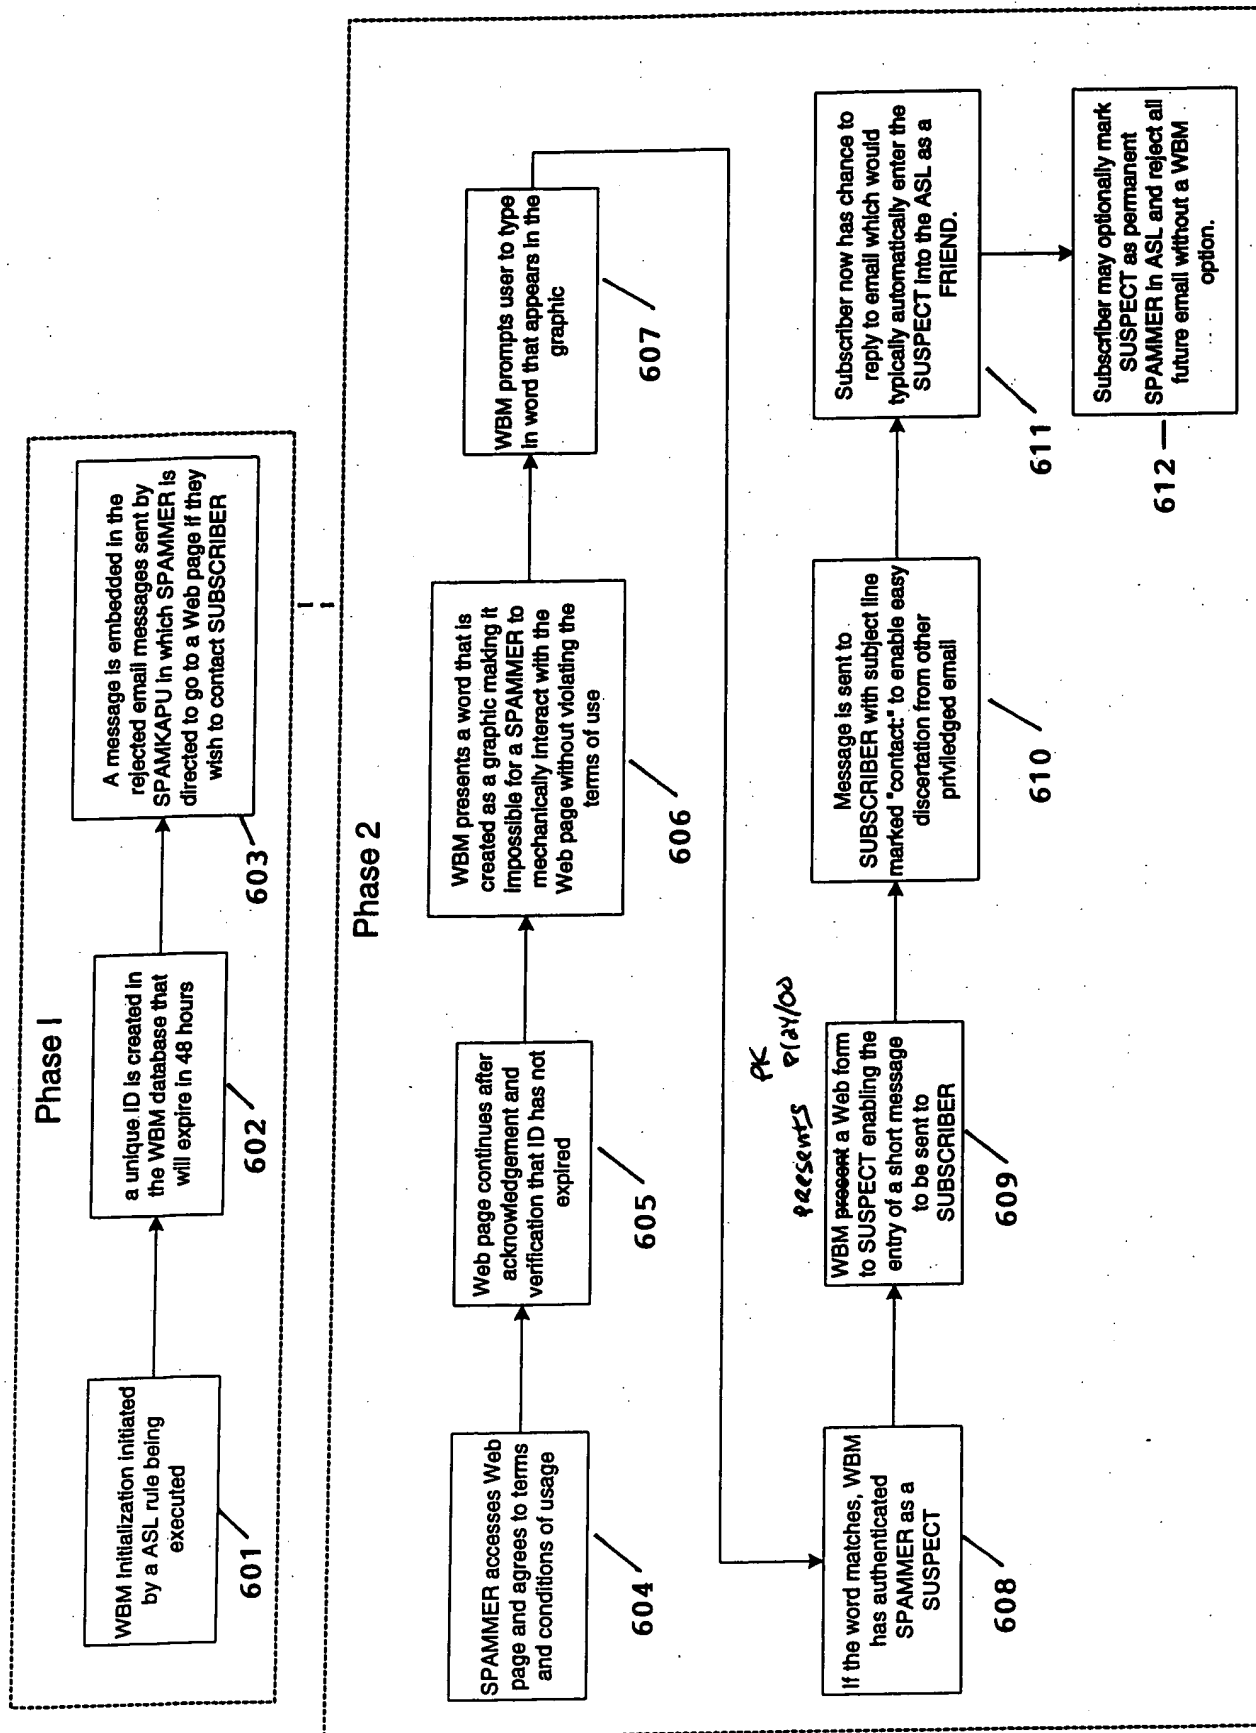 Phase I
WBM Initialization initiated
by a ASL rule being
executed
601
a unique ID is created in
the WBM database that
will expire in 48 hours
602
A message is embedded in the
rejected email messages sent by
SPAMKAPU in which SPAMMER is
directed to go to a Web page if they
wish to contact SUBSCRIBER
603
Phase 2
SPAMMER accesses Web
page and agrees to terms
and conditions of usage
604
Web page continues after
acknowledgement and
verification that ID has not
expired
605
WBM presents a word that is
created as a graphic making it
impossible for a SPAMMER to
mechanically interact with the
Web page without violating the
terms of use
606
WBM prompts user to type
in word that appears in the
graphic
607
If the word matches, WBM
has authenticated
SPAMMER as a
SUSPECT
608
presents PK
WBM present a Web form
to SUSPECT enabling the
entry of a short message
to be sent to
SUBSCRIBER
609
Message is sent to
SUBSCRIBER with subject line
marked "contact:" to enable easy
discertation from other
priviledged email
610
Subscriber now has chance to
reply to email which would
typically automatically enter the
SUSPECT into the ASL as a
FRIEND.
611
Subscriber may optionally mark
SUSPECT as permanent
SPAMMER in ASL and reject all
future email without a WBM
option.
612